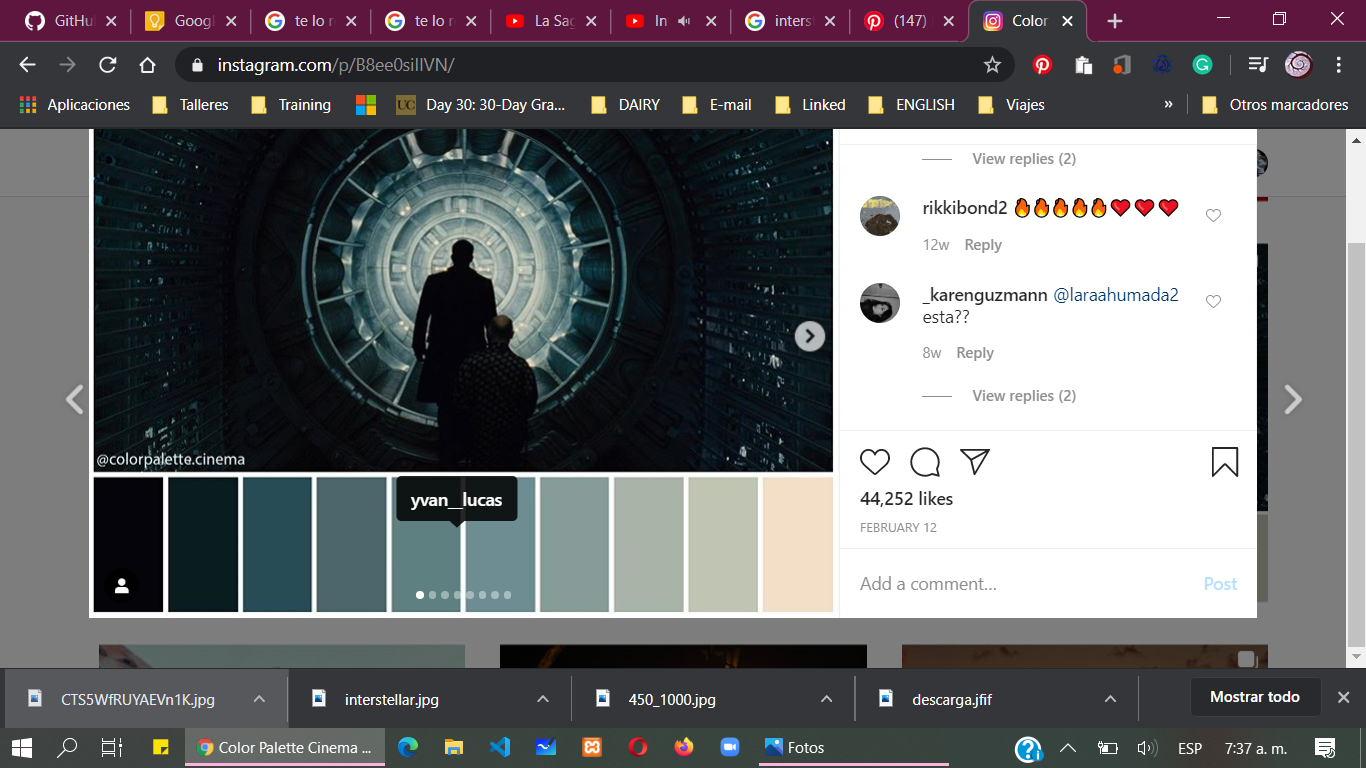 GitHu
Googl
te lo r
te lo r
La Sag
In
inters
(147)
Color
instagram.com/p/B8ee0siIlVN/
Aplicaciones
Talleres
Training
UC
Day 30: 30-Day Gra...
DAIRY
E-mail
Linked
ENGLISH
Viajes
»
Otros marcadores
View replies (2)
rikkibond2 🔥🔥🔥🔥🔥❤️❤️❤️
12w Reply
_karenguzmann @laraahumada2
esta??
8w Reply
View replies (2)
@colorpalette.cinema
yvan__lucas
44,252 likes
FEBRUARY 12
Add a comment...
Post
CTS5WfRUYAEVn1K.jpg
interstellar.jpg
450_1000.jpg
descarga.jfif
Mostrar todo
Color Palette Cinema ...
Fotos
ESP
7:37 a. m.